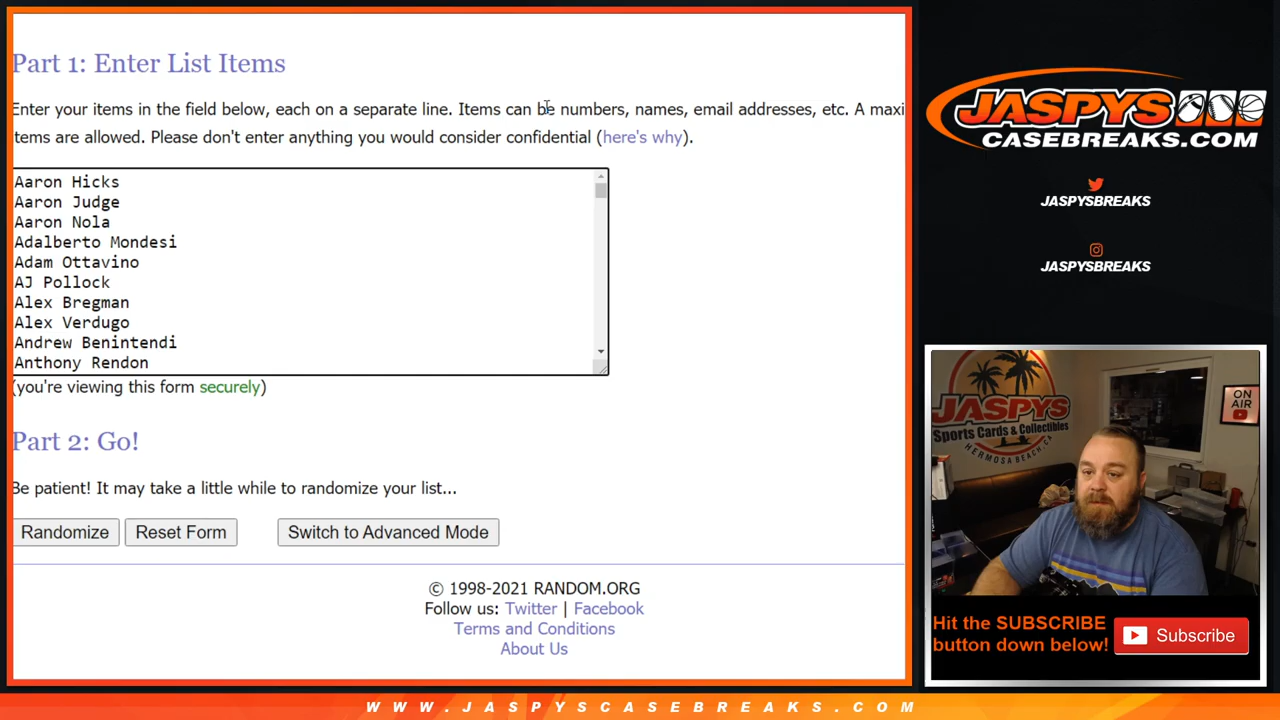 Part 1: Enter List Items
Enter your items in the field below, each on a separate line. Items can be numbers, names, email addresses, etc. A maxi
items are allowed. Please don't enter anything you would consider confidential (here's why).
Aaron Hicks
Aaron Judge
Aaron Nola
Adalberto Mondesi
Adam Ottavino
AJ Pollock
Alex Bregman
Alex Verdugo
Andrew Benintendi
Anthony Rendon
(you're viewing this form securely)
Part 2: Go!
Be patient! It may take a little while to randomize your list...
Randomize Reset Form Switch to Advanced Mode
© 1998-2021 RANDOM.ORG
Follow us: Twitter | Facebook
Terms and Conditions
About Us
JASPYS
CASEBREAKS.COM
JASPYSBREAKS
JASPYSBREAKS
JASPYS
Sports Cards & Collectibles
HERMOSA BEACH, CA
ON AIR
Hit the SUBSCRIBE
button down below!
Subscribe
WWW.JASPYSCASEBREAKS.COM